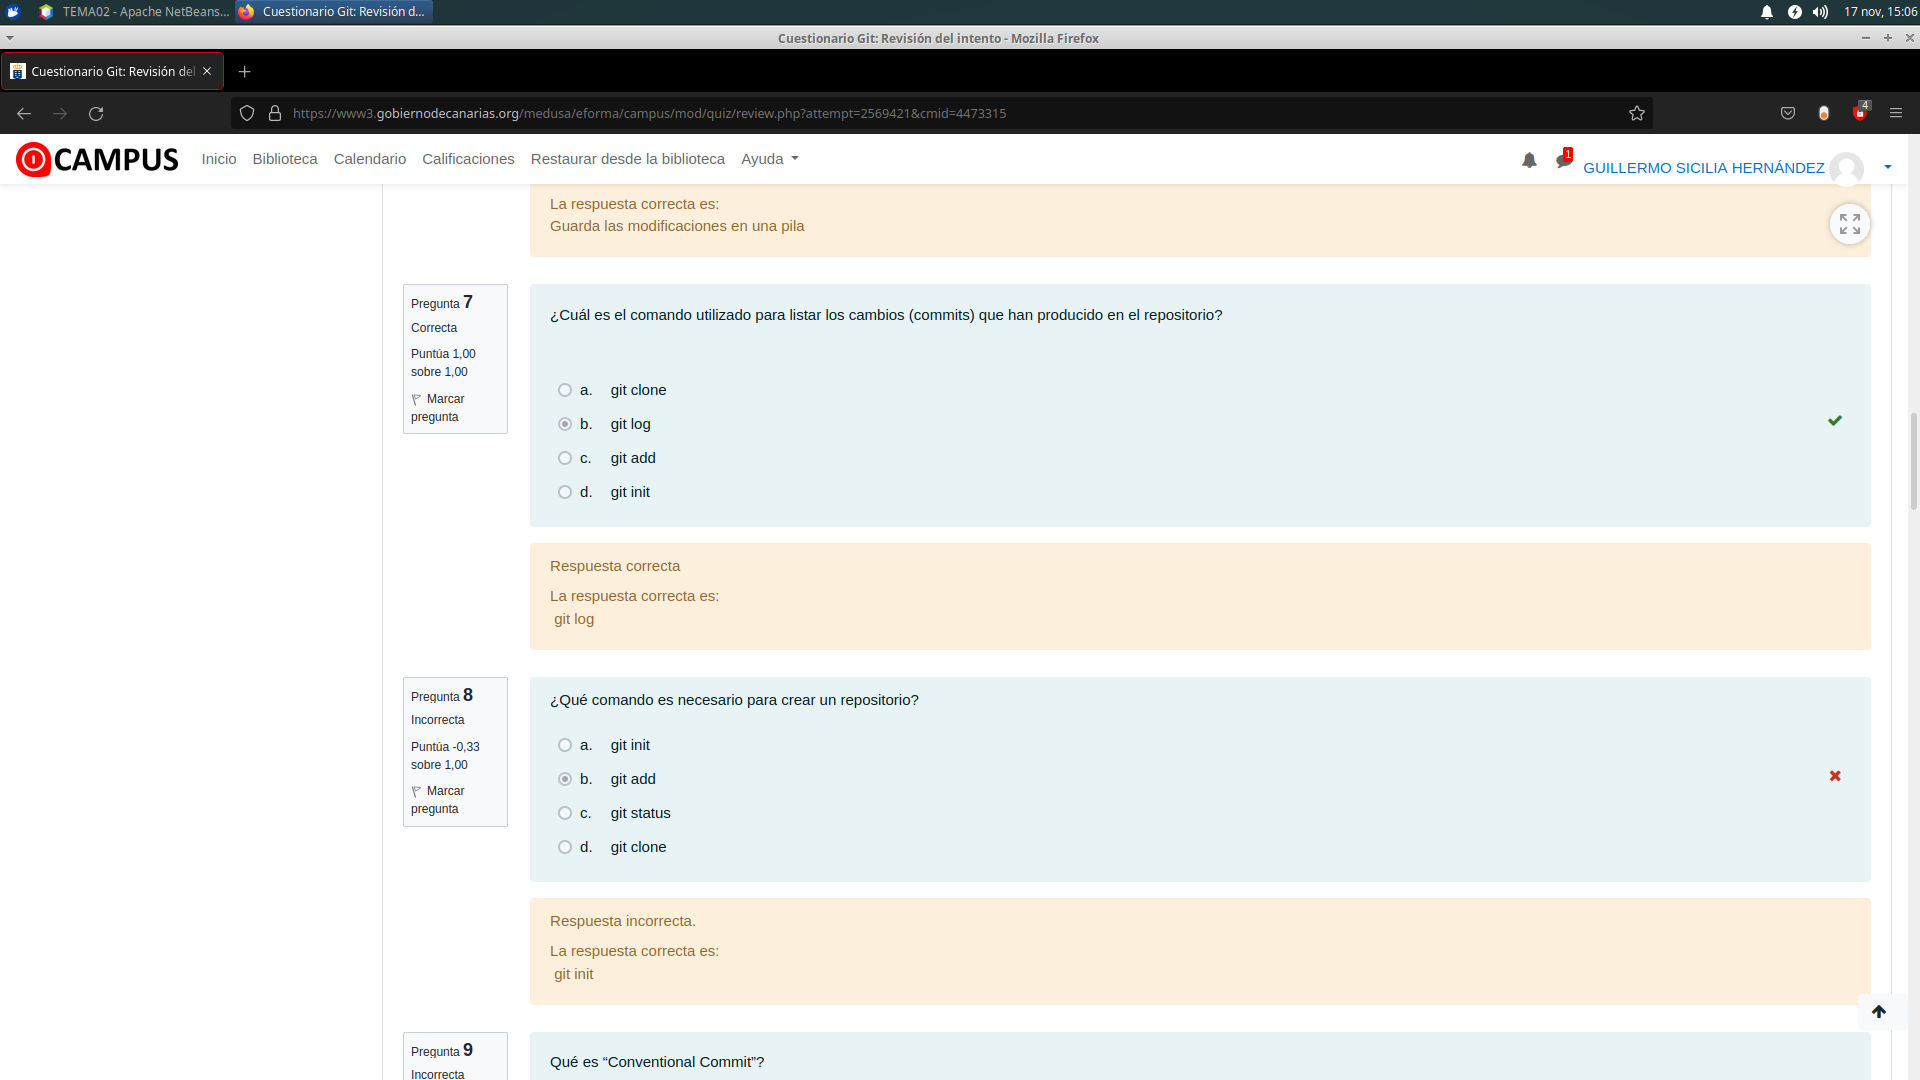 TEMA02 - Apache NetBeans...
Cuestionario Git: Revisión d...
17 nov, 15:06
Cuestionario Git: Revisión del intento - Mozilla Firefox
Cuestionario Git: Revisión del
https://www3.gobiernodecanarias.org/medusa/eforma/campus/mod/quiz/review.php?attempt=2569421&cmid=4473315
4
CAMPUS
Inicio
Biblioteca
Calendario
Calificaciones
Restaurar desde la biblioteca
Ayuda
1
GUILLERMO SICILIA HERNÁNDEZ
La respuesta correcta es:
Guarda las modificaciones en una pila
Pregunta 7
Correcta
Puntúa 1,00
sobre 1,00
Marcar
pregunta
¿Cuál es el comando utilizado para listar los cambios (commits) que han producido en el repositorio?
a. git clone
b. git log
c. git add
d. git init
Respuesta correcta
La respuesta correcta es:
git log
Pregunta 8
Incorrecta
Puntúa -0,33
sobre 1,00
Marcar
pregunta
¿Qué comando es necesario para crear un repositorio?
a. git init
b. git add
c. git status
d. git clone
Respuesta incorrecta.
La respuesta correcta es:
git init
Pregunta 9
Incorrecta
Qué es “Conventional Commit”?